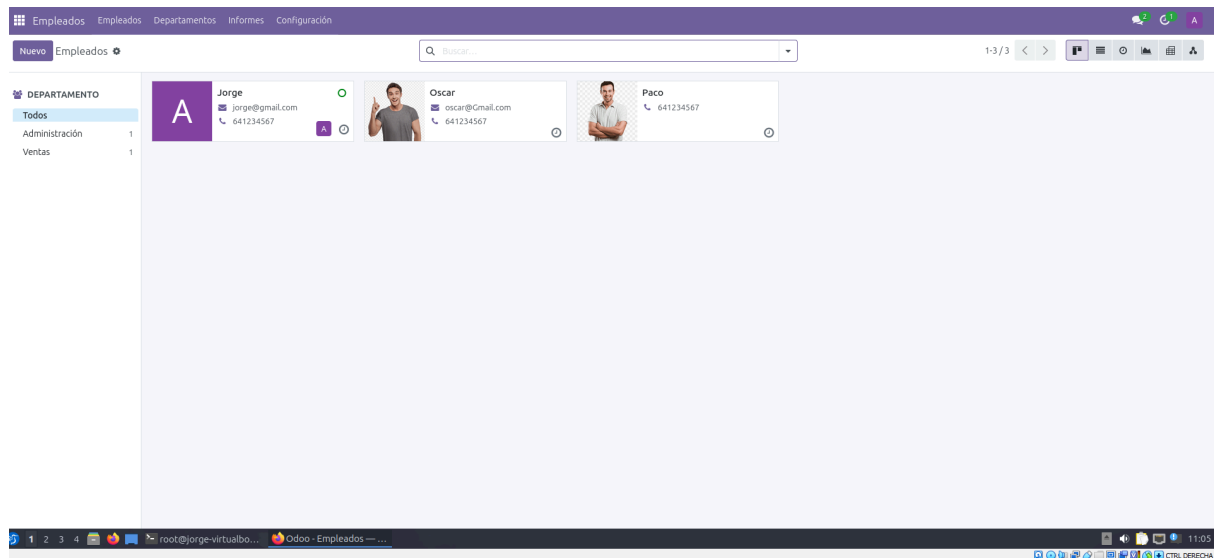 Empleados Empleados Departamentos Informes Configuración 2 1 A
Nuevo Empleados Buscar... 1-3 / 3
DEPARTAMENTO
Todos
Administración 1
Ventas 1
A
Jorge
jorge@gmail.com
641234567
A
Oscar
oscar@Gmail.com
641234567
Paco
641234567
1 2 3 4 root@jorge-virtualbo... Odoo - Empleados — ... 11:05
CTRL DERECHA